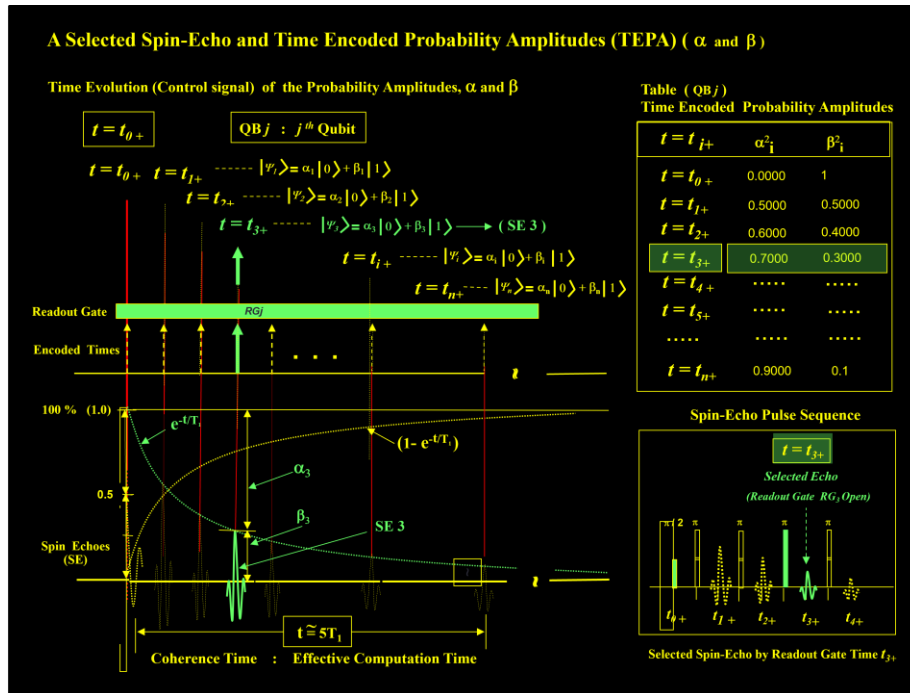 A Selected Spin-Echo and Time Encoded Probability Amplitudes (TEPA) ( α and β )
Time Evolution (Control signal) of the Probability Amplitudes, α and β
t = t0+
QBj : j th Qubit
t = t0+ t = t1+ ------ |Ψ1〉= α1|0〉+ β1|1〉
t = t2+ ------ |Ψ2〉= α2|0〉+ β2|1〉
t = t3+ ----- |Ψ3〉= α3|0〉+ β3|1〉 ( SE 3 )
t = ti+ ---- |Ψi〉= αi|0〉+ βi|1〉
t = tn+ --- |Ψn〉= αn|0〉+ βn|1〉
Readout Gate
RGj
Encoded Times
. . .
100 % (1.0)
e-t/T1
(1- e-t/T1)
α3
0.5
β3
SE 3
Spin Echoes
(SE)
t ≅ 5T1
Coherence Time : Effective Computation Time
Table ( QBj )
Time Encoded Probability Amplitudes
t = t i+ α2i β2i
t = t0+ 0.0000 1
t = t1+ 0.5000 0.5000
t = t2+ 0.6000 0.4000
t = t3+ 0.7000 0.3000
t = t4+ ..... .....
t = t5+ ..... .....
..... ..... .....
t = tn+ 0.9000 0.1
Spin-Echo Pulse Sequence
t = t3+
Selected Echo
(Readout Gate RG3 Open)
π/2 π π π π
t0+ t1+ t2+ t3+ t4+
Selected Spin-Echo by Readout Gate Time t3+